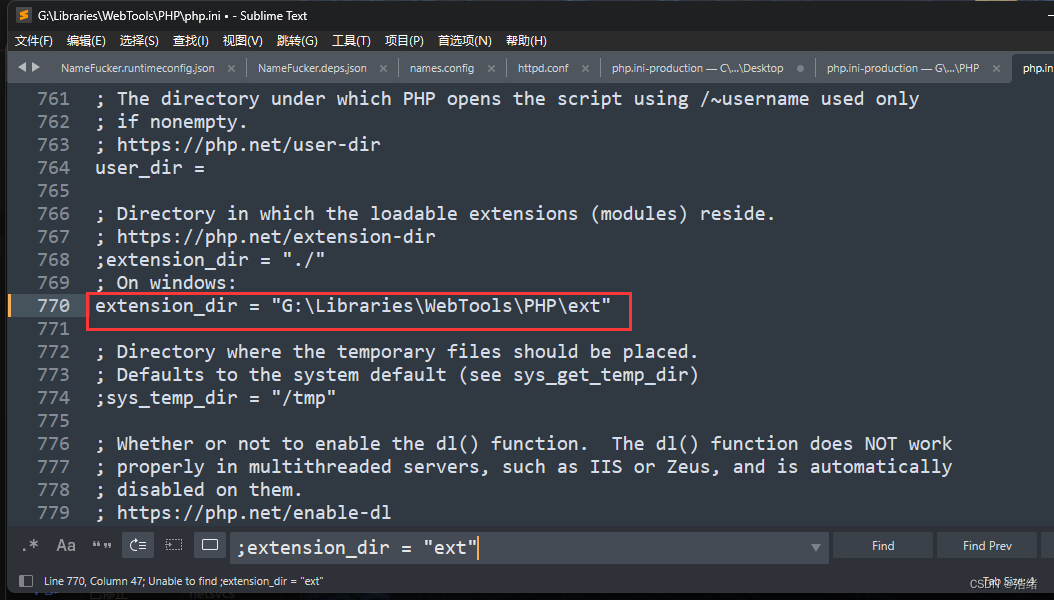 G:\Libraries\WebTools\PHP\php.ini • - Sublime Text
文件(F) 编辑(E) 选择(S) 查找(I) 视图(V) 跳转(G) 工具(T) 项目(P) 首选项(N) 帮助(H)
NameFucker.runtimeconfig.json × NameFucker.deps.json × names.config × httpd.conf × php.ini-production — C\...\Desktop • php.ini-production — G\...\PHP × php.in
761 ; The directory under which PHP opens the script using /~username used only
762 ; if nonempty.
763 ; https://php.net/user-dir
764 user_dir =
765
766 ; Directory in which the loadable extensions (modules) reside.
767 ; https://php.net/extension-dir
768 ;extension_dir = "./"
769 ; On windows:
770 extension_dir = "G:\Libraries\WebTools\PHP\ext"
771
772 ; Directory where the temporary files should be placed.
773 ; Defaults to the system default (see sys_get_temp_dir)
774 ;sys_temp_dir = "/tmp"
775
776 ; Whether or not to enable the dl() function.  The dl() function does NOT work
777 ; properly in multithreaded servers, such as IIS or Zeus, and is automatically
778 ; disabled on them.
779 ; https://php.net/enable-dl
.* Aa “” ;extension_dir = "ext" Find Find Prev
Line 770, Column 47; Unable to find ;extension_dir = "ext" Tab Size: 4
CSDN @浩绪